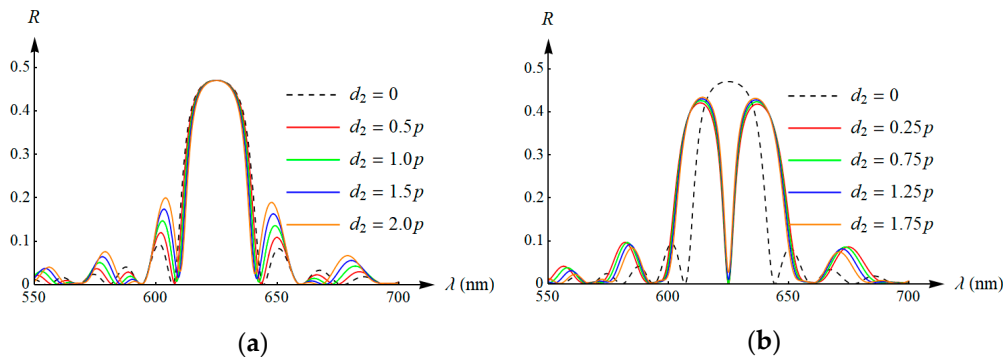 R
0.5
0.4
0.3
0.2
0.1
0
550
600
650
700
λ (nm)
d₂ = 0
d₂ = 0.5p
d₂ = 1.0p
d₂ = 1.5p
d₂ = 2.0p
(a)
R
0.5
0.4
0.3
0.2
0.1
0
550
600
650
700
λ (nm)
d₂ = 0
d₂ = 0.25p
d₂ = 0.75p
d₂ = 1.25p
d₂ = 1.75p
(b)